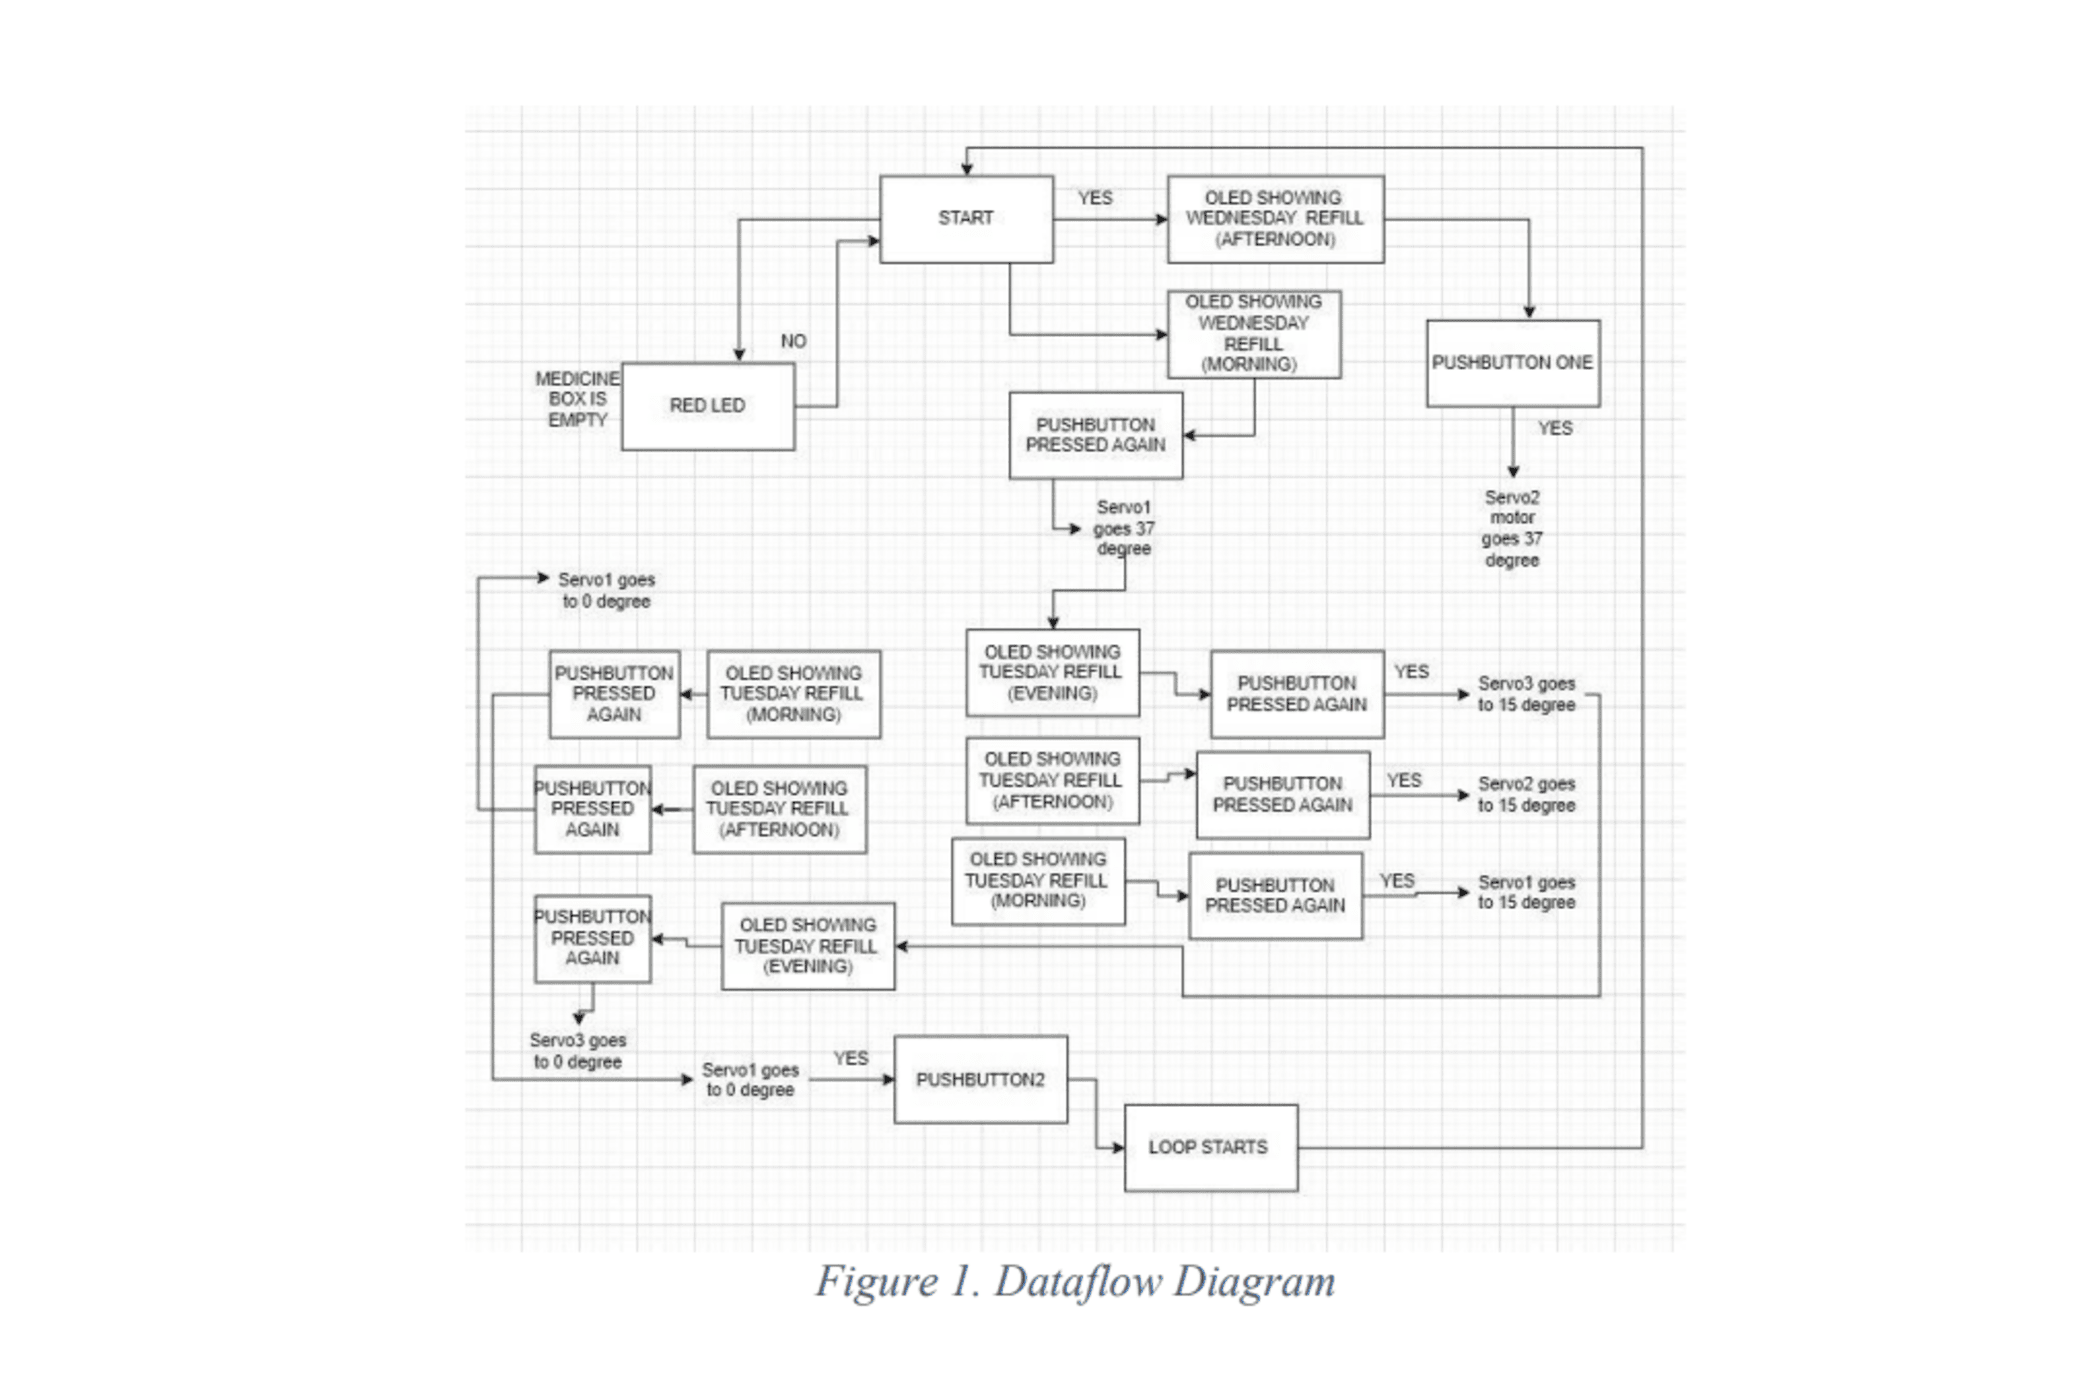 START
YES
OLED SHOWING
WEDNESDAY REFILL
(AFTERNOON)
OLED SHOWING
WEDNESDAY
REFILL
(MORNING)
NO
MEDICINE
BOX IS
EMPTY
RED LED
PUSHBUTTON ONE
YES
PUSHBUTTON
PRESSED AGAIN
Servo1
goes 37
degree
Servo2
motor
goes 37
degree
Servo1 goes
to 0 degree
PUSHBUTTON
PRESSED
AGAIN
OLED SHOWING
TUESDAY REFILL
(MORNING)
OLED SHOWING
TUESDAY REFILL
(EVENING)
PUSHBUTTON
PRESSED AGAIN
YES
Servo3 goes
to 15 degree
PUSHBUTTON
PRESSED
AGAIN
OLED SHOWING
TUESDAY REFILL
(AFTERNOON)
OLED SHOWING
TUESDAY REFILL
(AFTERNOON)
PUSHBUTTON
PRESSED AGAIN
YES
Servo2 goes
to 15 degree
OLED SHOWING
TUESDAY REFILL
(MORNING)
PUSHBUTTON
PRESSED AGAIN
YES
Servo1 goes
to 15 degree
PUSHBUTTON
PRESSED
AGAIN
OLED SHOWING
TUESDAY REFILL
(EVENING)
Servo3 goes
to 0 degree
Servo1 goes
to 0 degree
YES
PUSHBUTTON2
LOOP STARTS
Figure 1. Dataflow Diagram